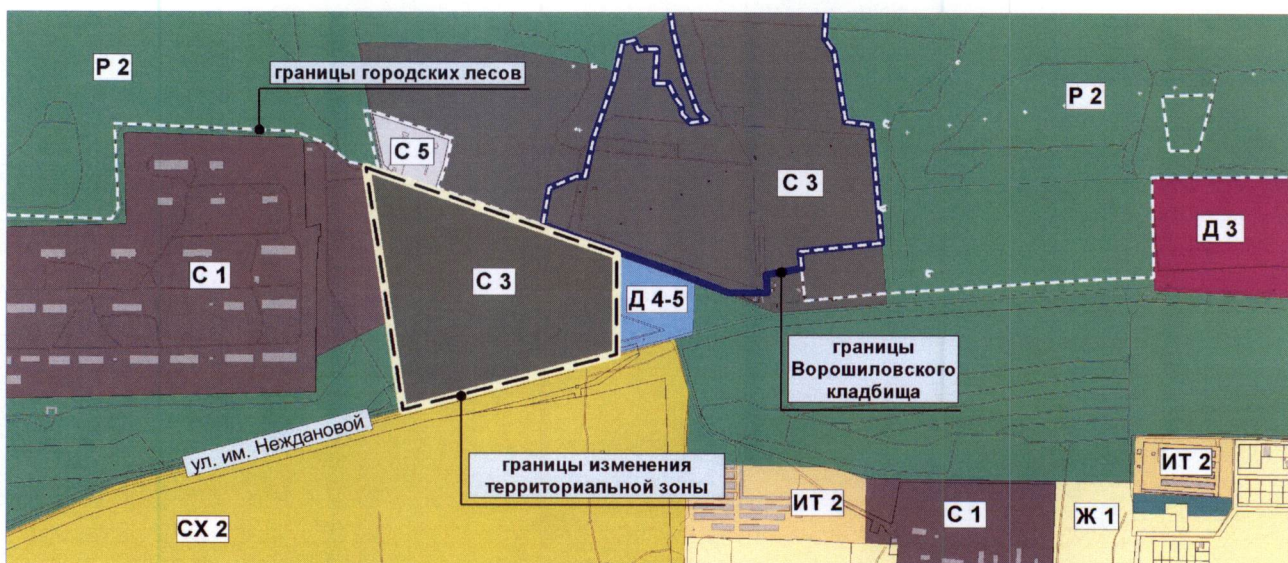 Р 2
границы городских лесов
Р 2
С 5
С 3
Д 3
С 1
С 3
Д 4-5
границы
Ворошиловского
кладбища
ул. им. Неждановой
границы изменения
территориальной зоны
ИТ 2
ИТ 2
С 1
Ж 1
СХ 2